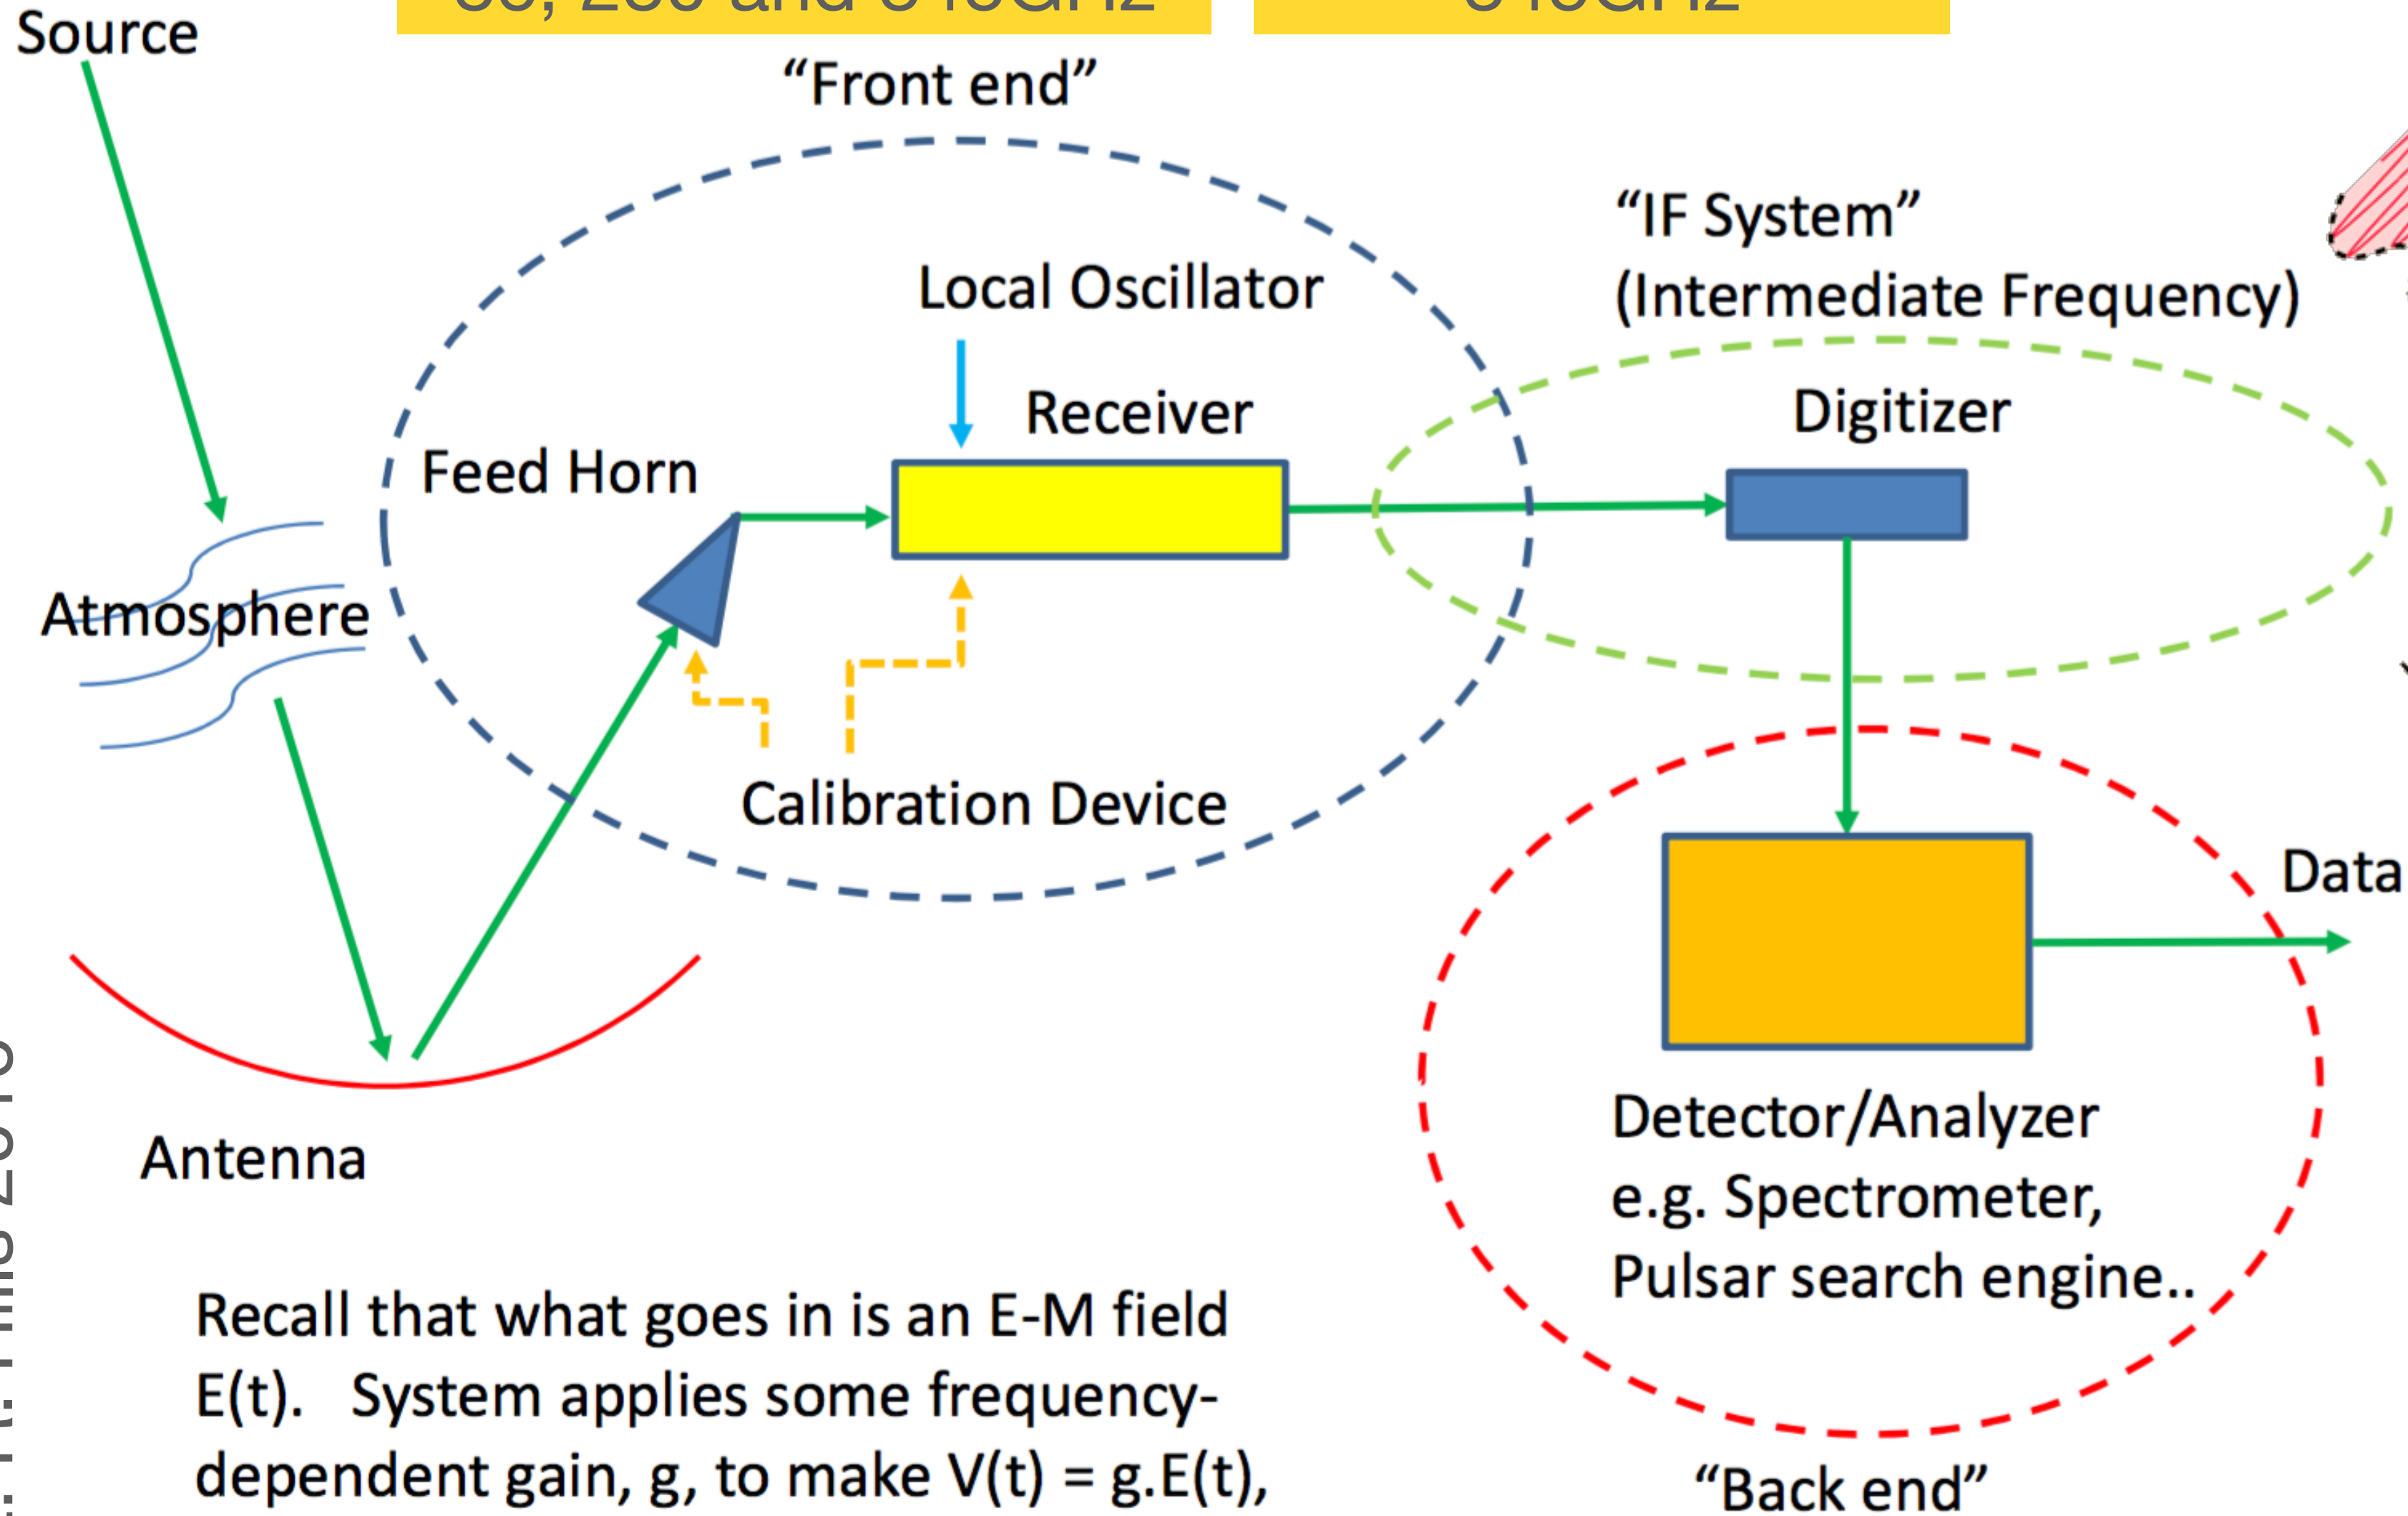 Source
“Front end”
“IF System”
(Intermediate Frequency)
Local Oscillator
Receiver
Digitizer
Feed Horn
Atmosphere
Calibration Device
Data
Antenna
Detector/Analyzer
e.g. Spectrometer,
Pulsar search engine..
Recall that what goes in is an E-M field
E(t).   System applies some frequency-
dependent gain, g, to make V(t) = g.E(t),
“Back end”